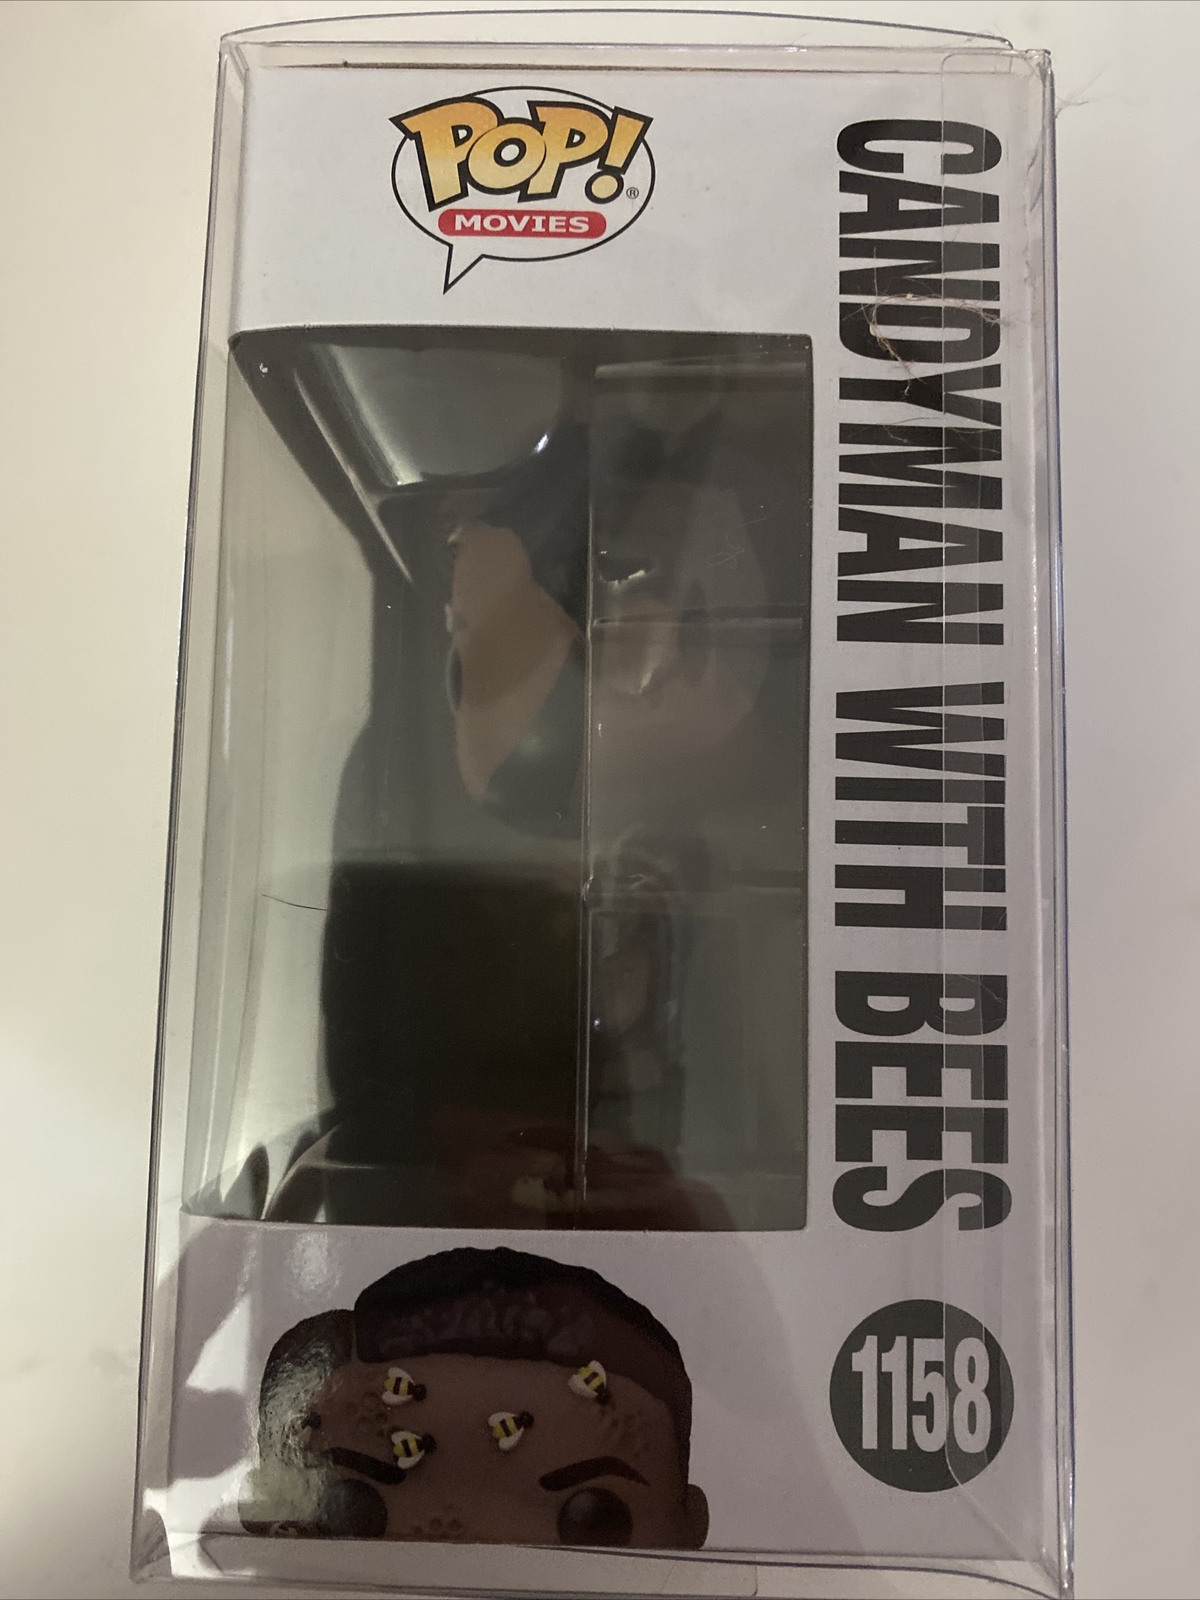 POP!®
MOVIES
CANDYMAN WITH BEES
1158